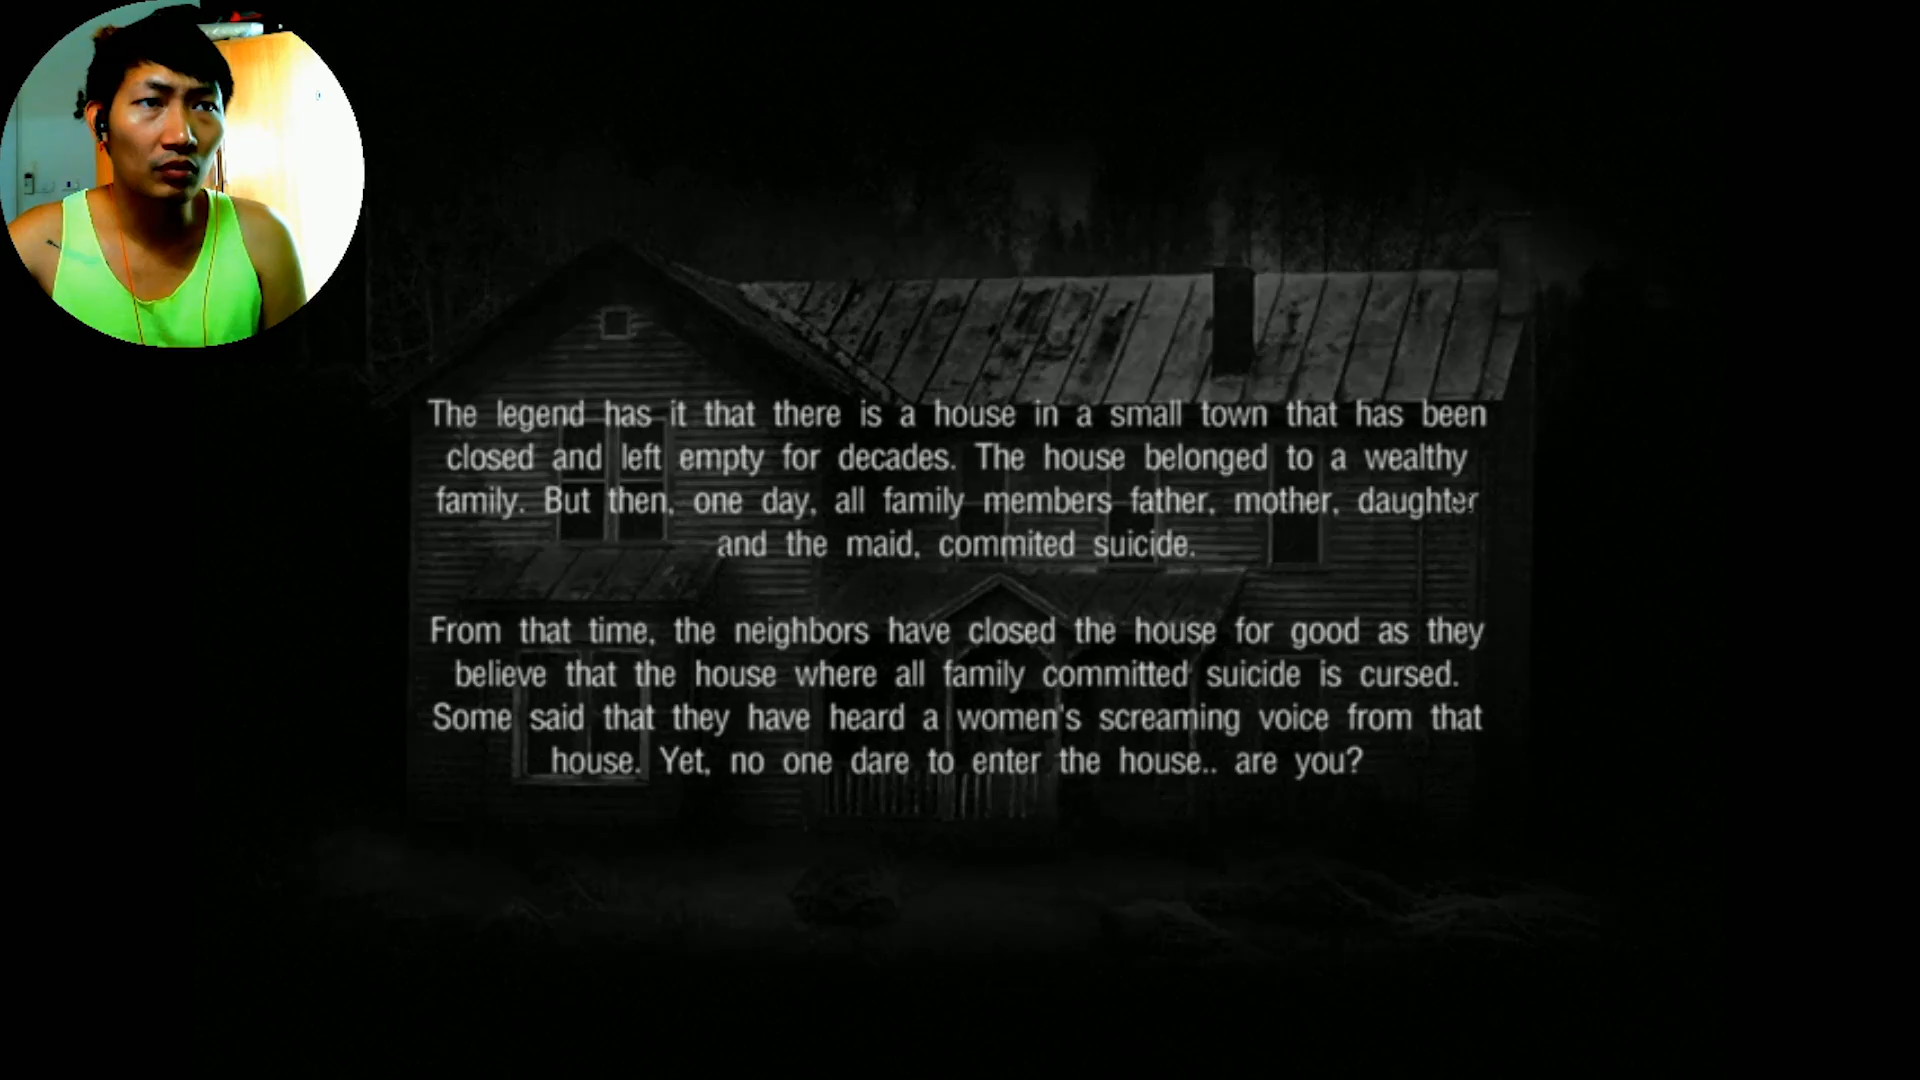 The legend has it that there is a house in a small town that has been
closed and left empty for decades. The house belonged to a wealthy
family. But then, one day, all family members father, mother, daughter
and the maid, commited suicide.
From that time, the neighbors have closed the house for good as they
believe that the house where all family committed suicide is cursed.
Some said that they have heard a women's screaming voice from that
house. Yet, no one dare to enter the house.. are you?